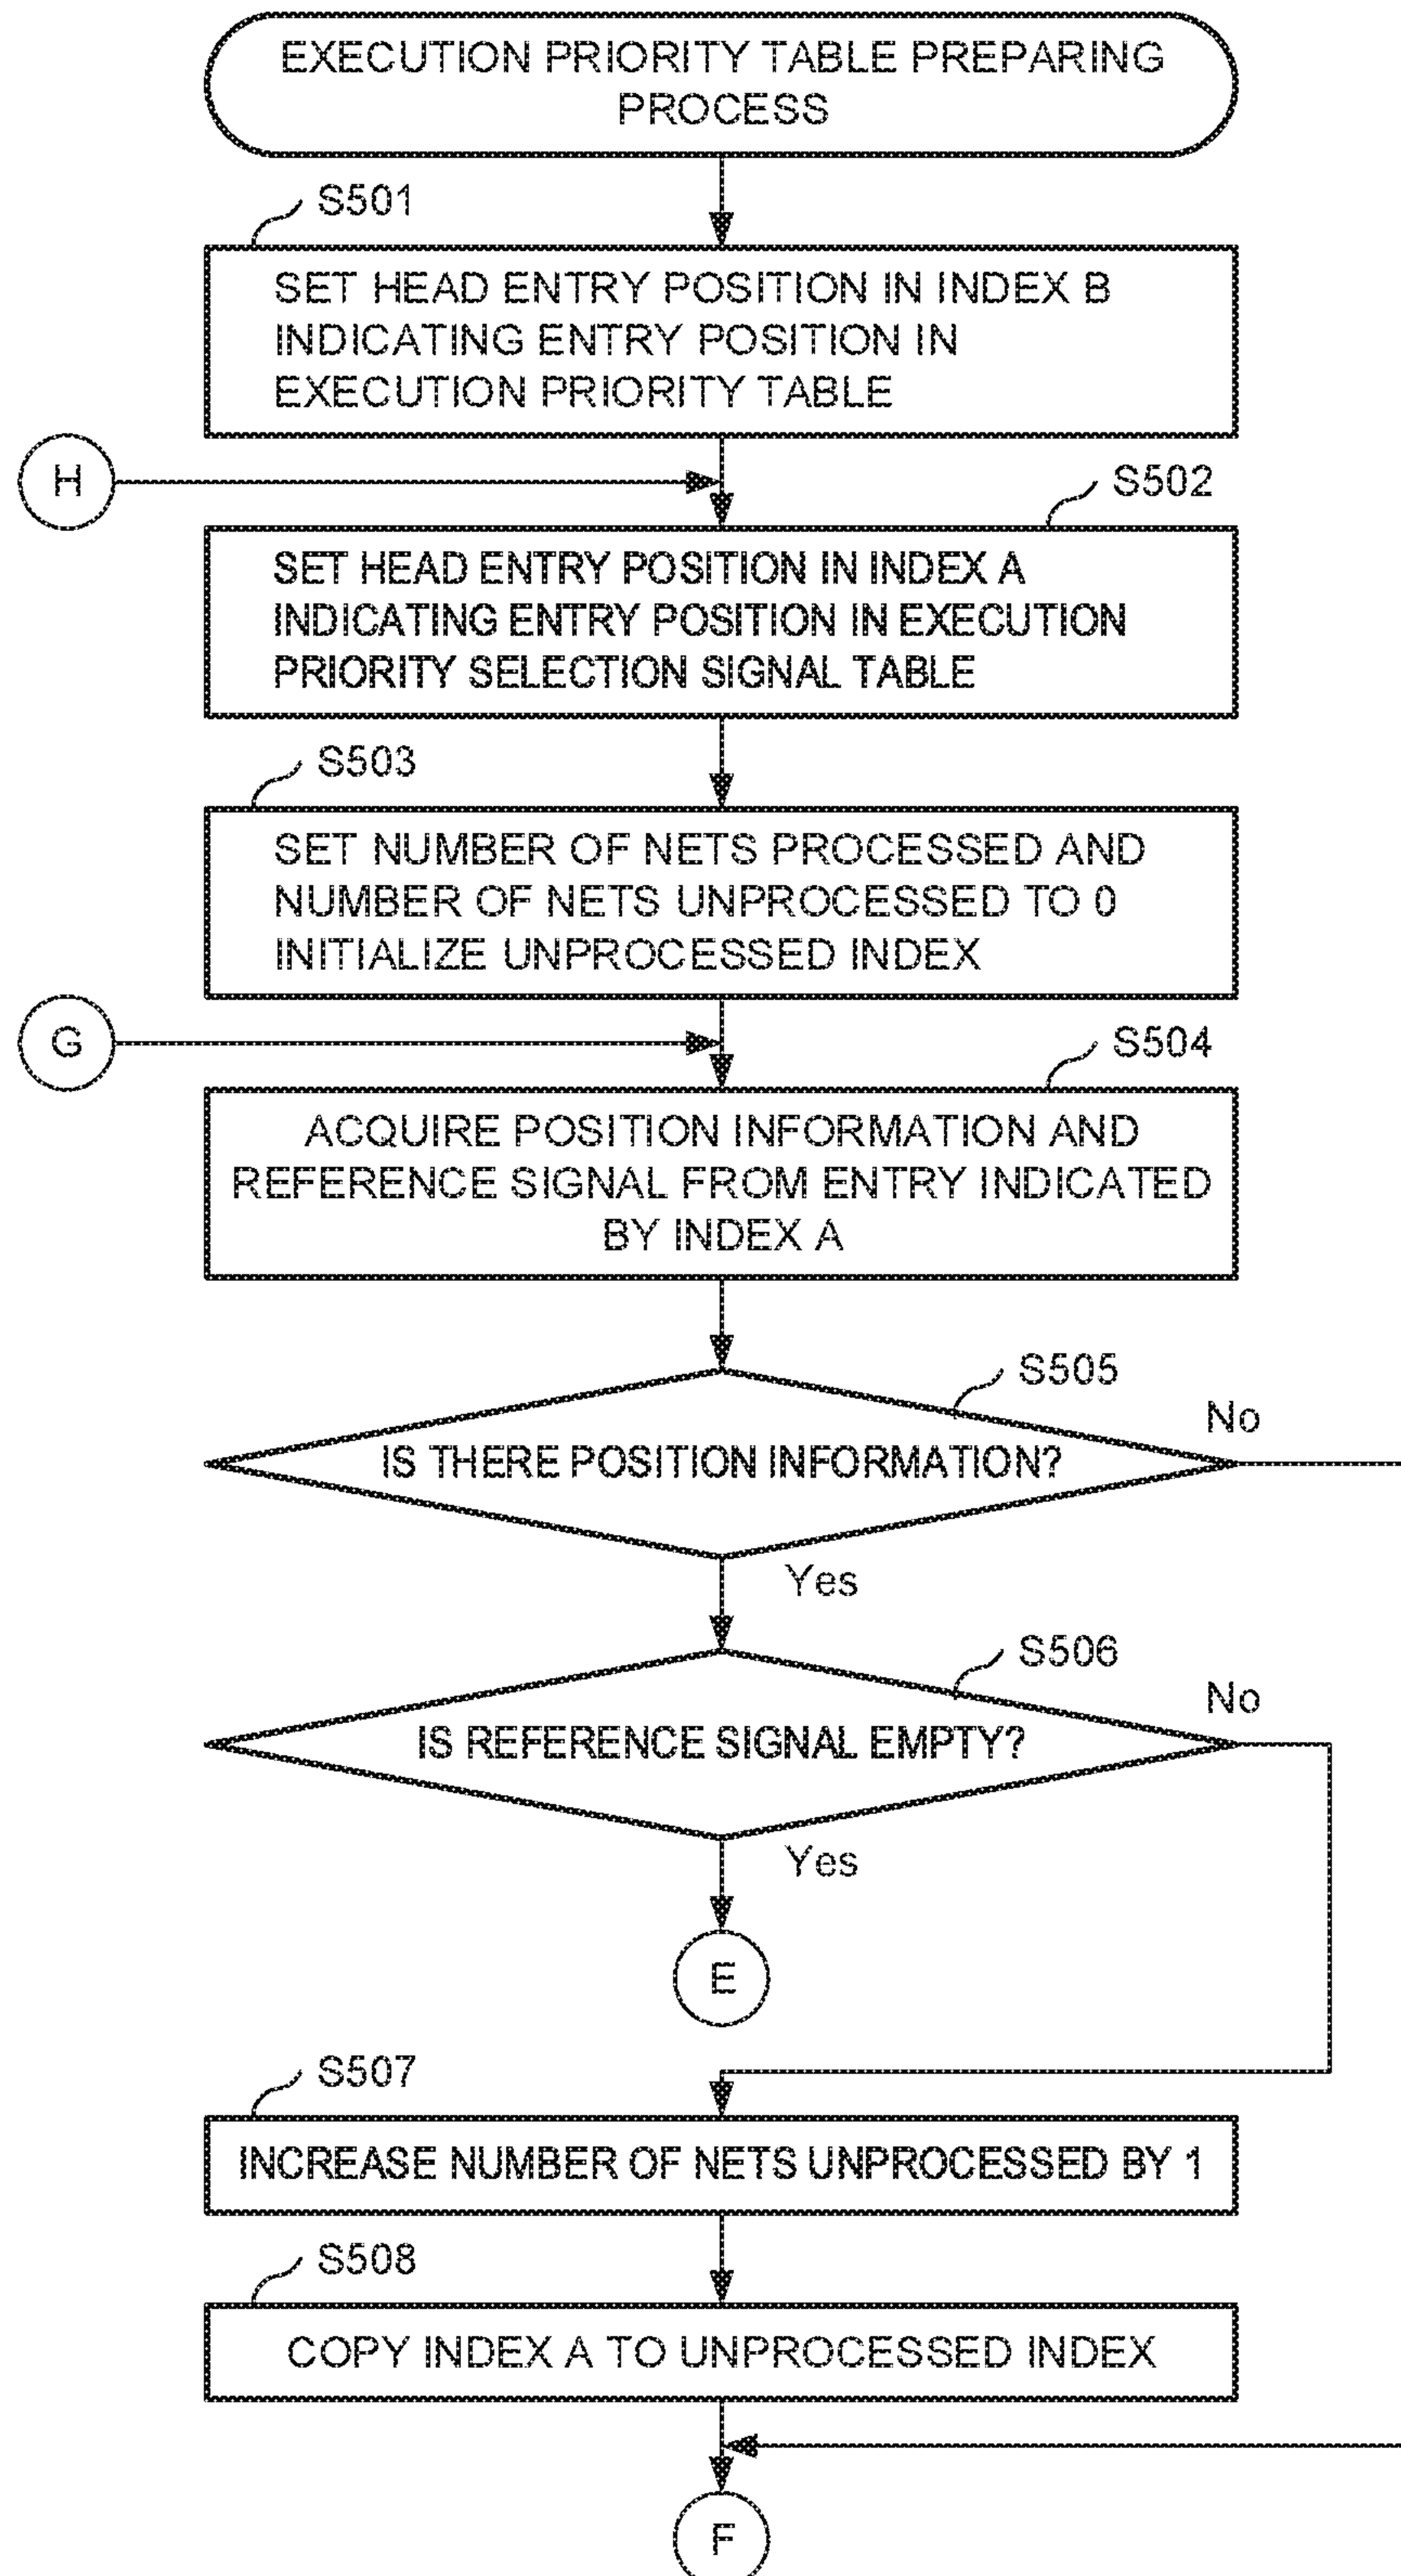 EXECUTION PRIORITY TABLE PREPARING
PROCESS
S501
SET HEAD ENTRY POSITION IN INDEX B
INDICATING ENTRY POSITION IN
EXECUTION PRIORITY TABLE
H
S502
SET HEAD ENTRY POSITION IN INDEX A
INDICATING ENTRY POSITION IN EXECUTION
PRIORITY SELECTION SIGNAL TABLE
S503
SET NUMBER OF NETS PROCESSED AND
NUMBER OF NETS UNPROCESSED TO 0
INITIALIZE UNPROCESSED INDEX
G
S504
ACQUIRE POSITION INFORMATION AND
REFERENCE SIGNAL FROM ENTRY INDICATED
BY INDEX A
S505
No
IS THERE POSITION INFORMATION?
Yes
S506
No
IS REFERENCE SIGNAL EMPTY?
Yes
E
S507
INCREASE NUMBER OF NETS UNPROCESSED BY 1
S508
COPY INDEX A TO UNPROCESSED INDEX
F